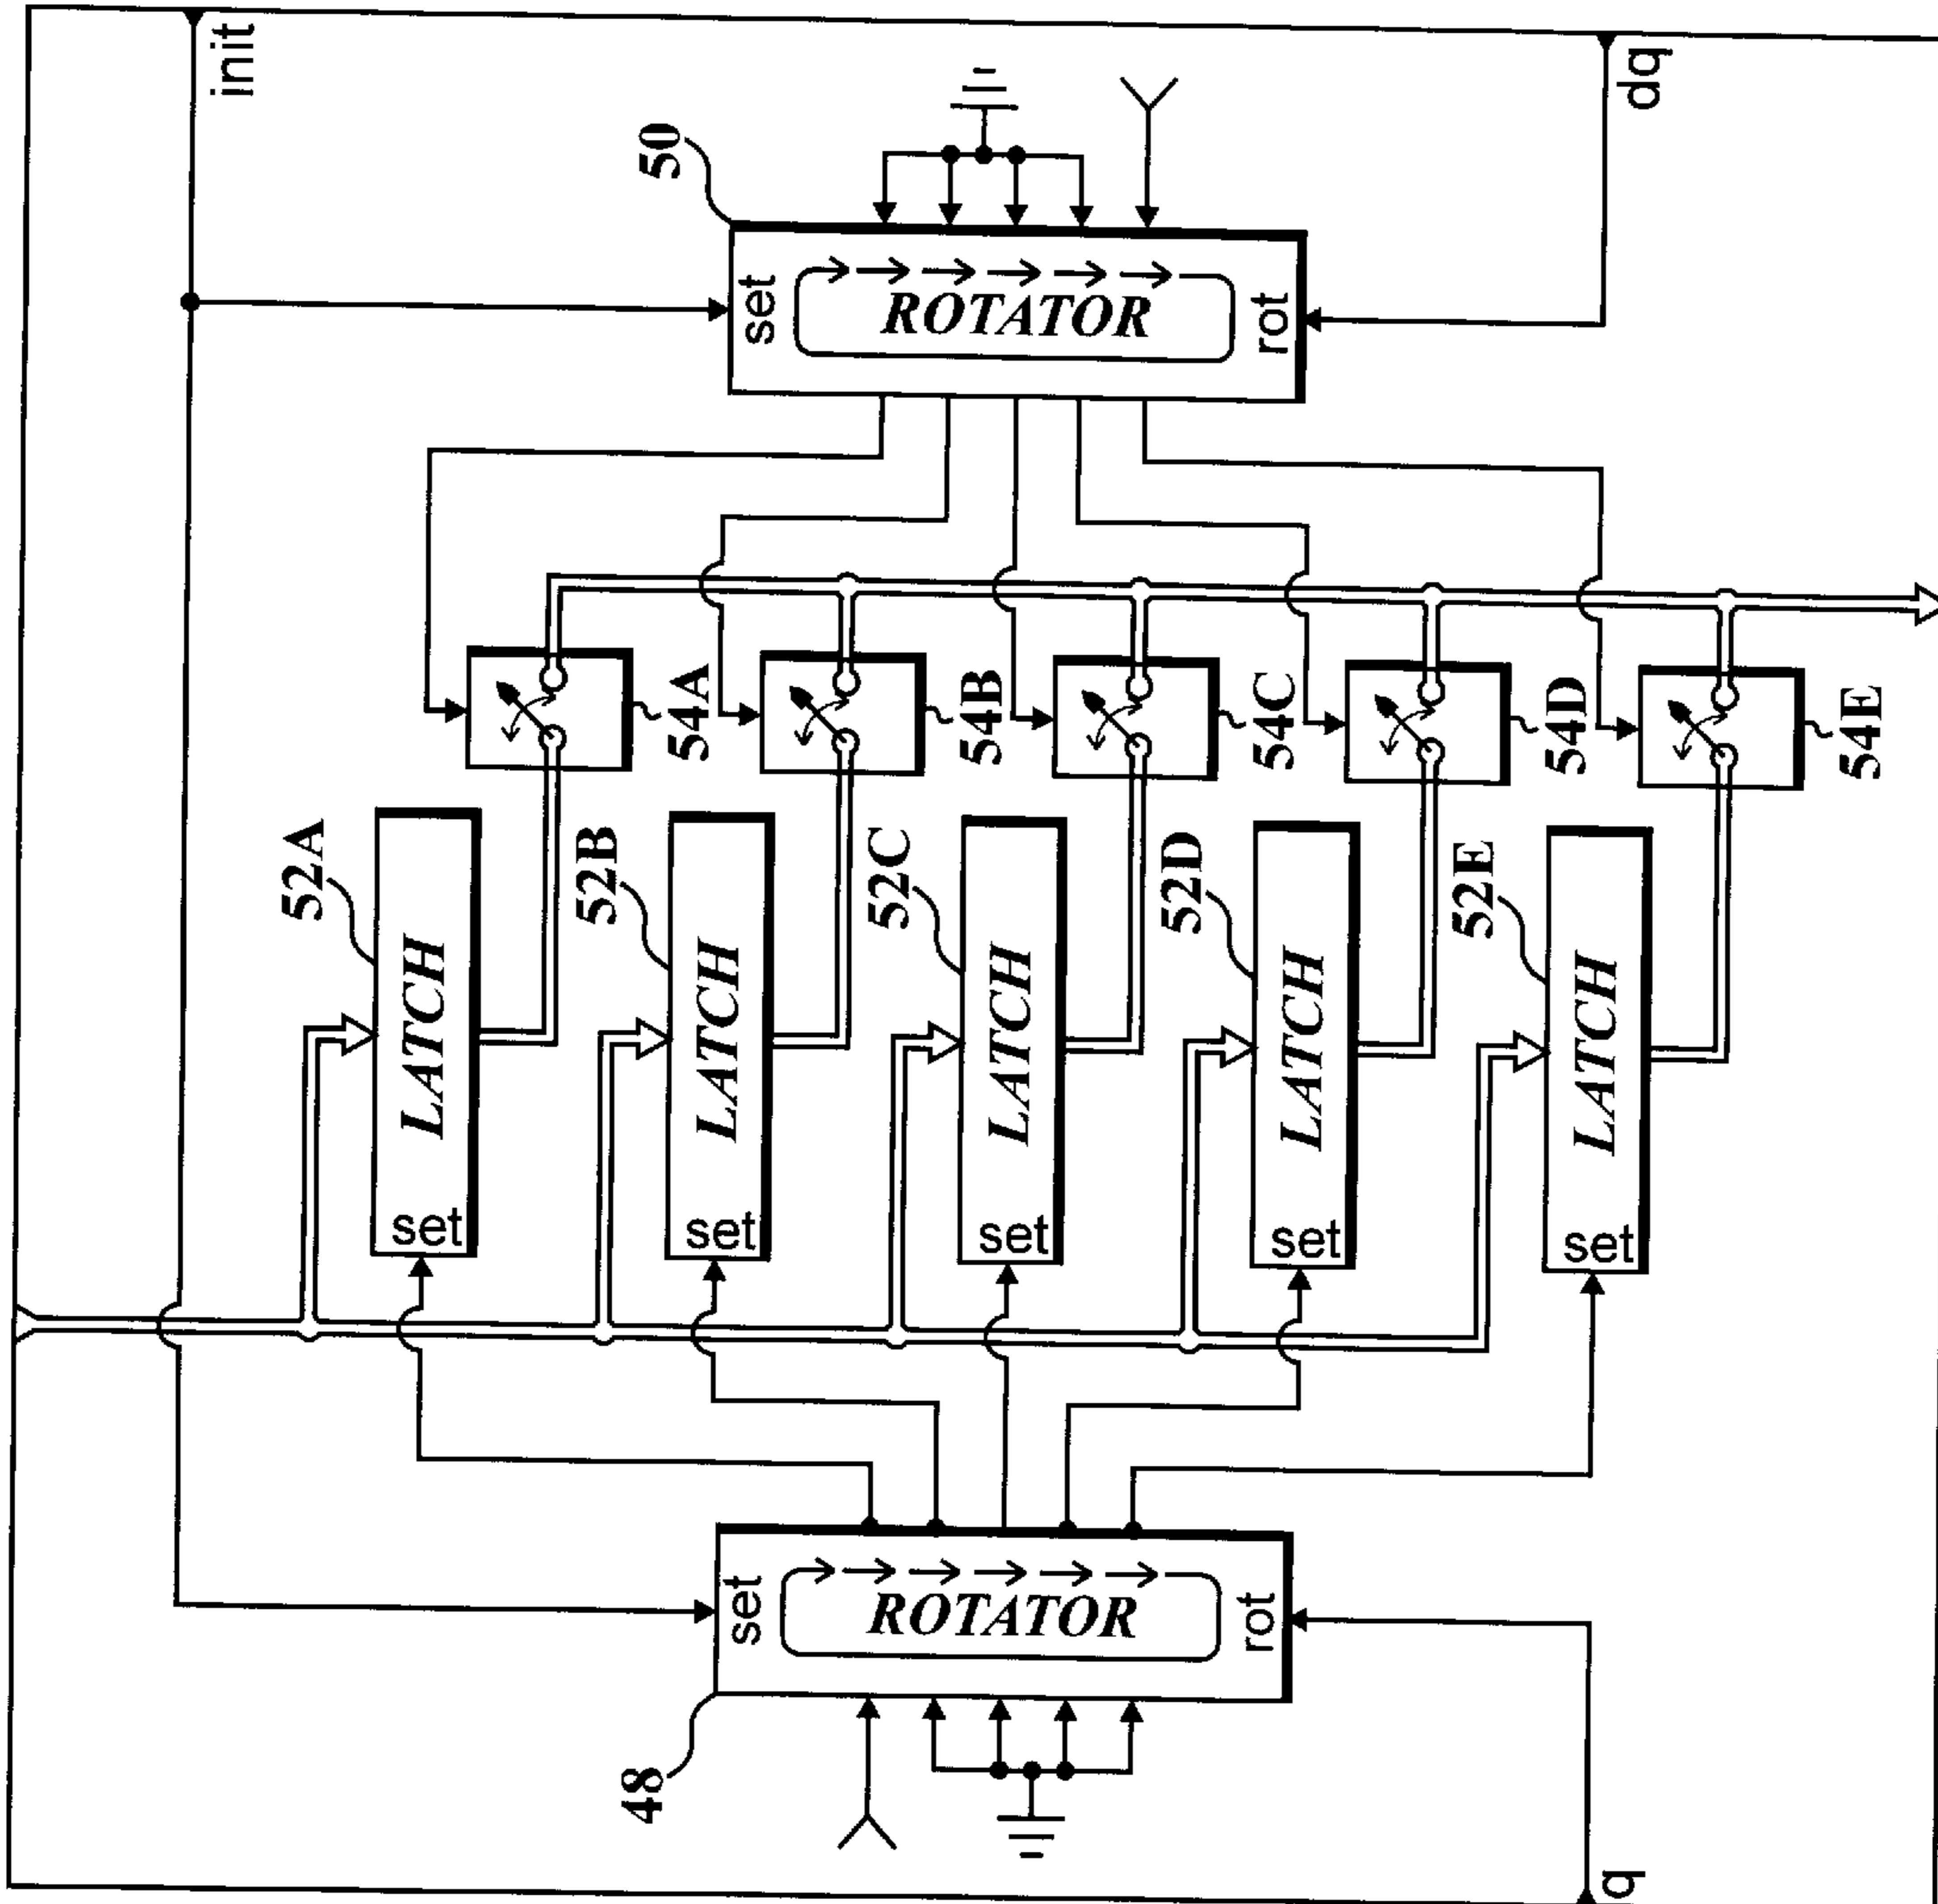 init
50
set
ROTATOR
rot
dq
54A
54B
54C
54D
54E
52A
LATCH
set
52B
LATCH
set
52C
LATCH
set
52D
LATCH
set
52E
LATCH
set
48
set
ROTATOR
rot
q